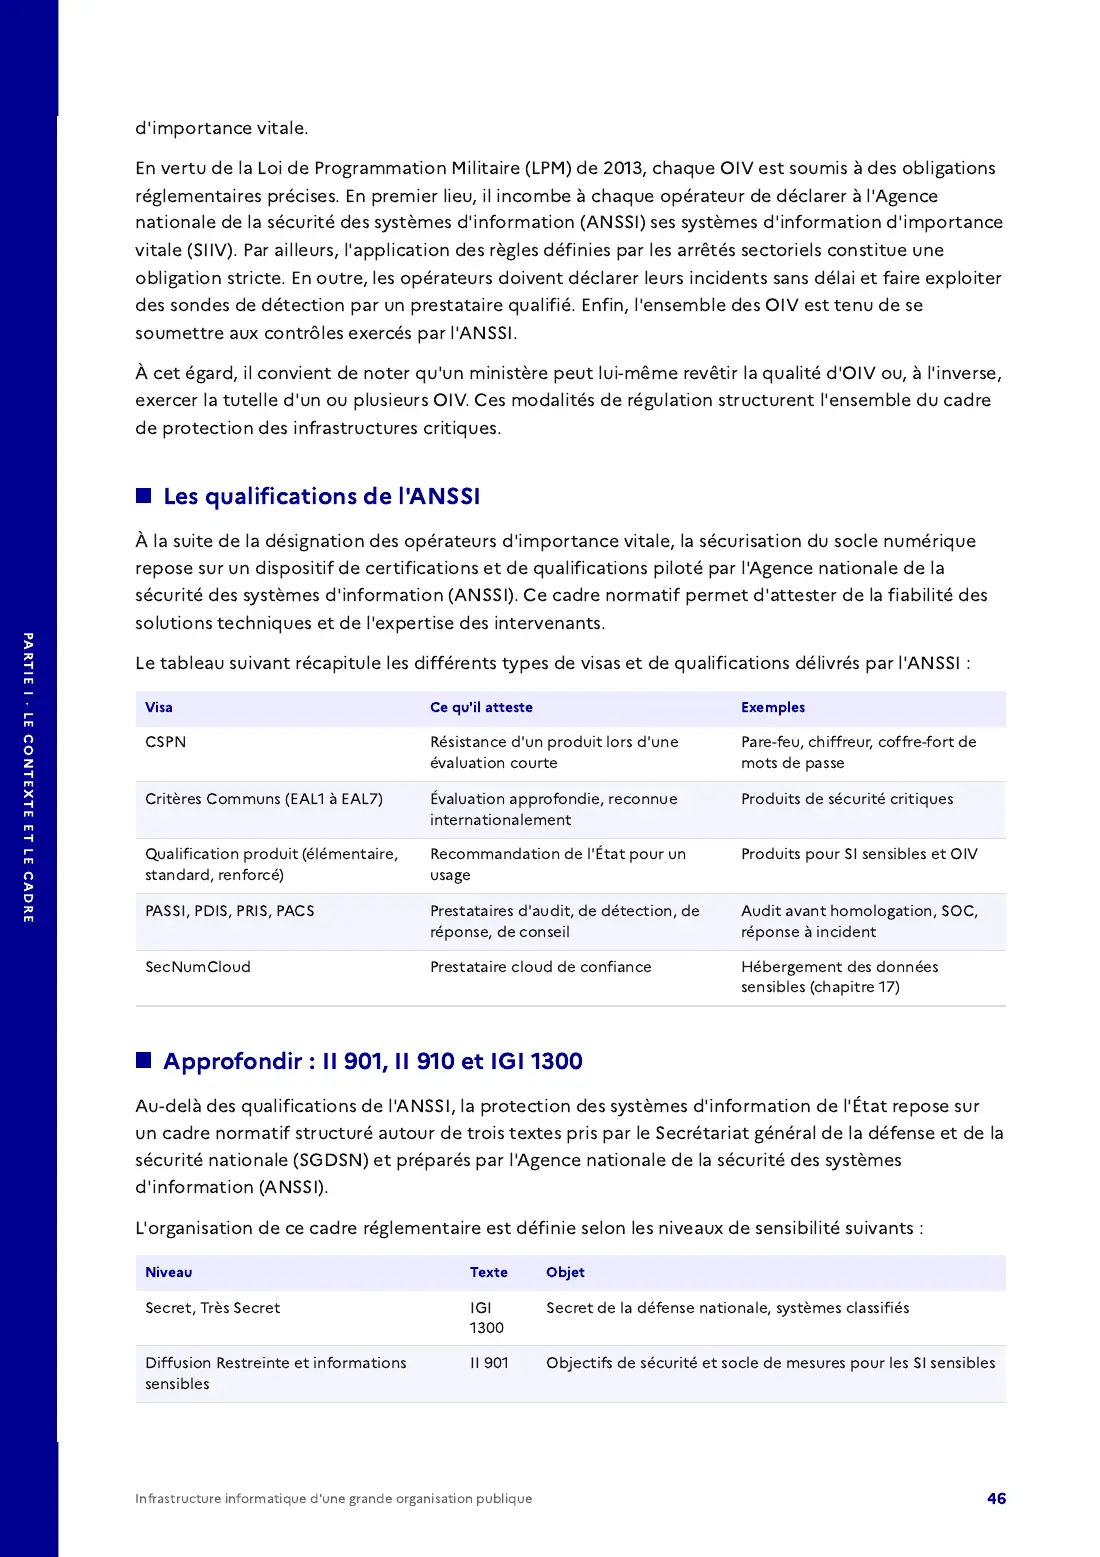 d'importance vitale.
En vertu de la Loi de Programmation Militaire (LPM) de 2013, chaque OIV est soumis à des obligations
réglementaires précises. En premier lieu, il incombe à chaque opérateur de déclarer à l'Agence
nationale de la sécurité des systèmes d'information (ANSSI) ses systèmes d'information d'importance
vitale (SIIV). Par ailleurs, l'application des règles définies par les arrêtés sectoriels constitue une
obligation stricte. En outre, les opérateurs doivent déclarer leurs incidents sans délai et faire exploiter
des sondes de détection par un prestataire qualifié. Enfin, l'ensemble des OIV est tenu de se
soumettre aux contrôles exercés par l'ANSSI.
À cet égard, il convient de noter qu'un ministère peut lui-même revêtir la qualité d'OIV ou, à l'inverse,
exercer la tutelle d'un ou plusieurs OIV. Ces modalités de régulation structurent l'ensemble du cadre
de protection des infrastructures critiques.
Les qualifications de l'ANSSI
À la suite de la désignation des opérateurs d'importance vitale, la sécurisation du socle numérique
repose sur un dispositif de certifications et de qualifications piloté par l'Agence nationale de la
sécurité des systèmes d'information (ANSSI). Ce cadre normatif permet d'attester de la fiabilité des
solutions techniques et de l'expertise des intervenants.
Le tableau suivant récapitule les différents types de visas et de qualifications délivrés par l'ANSSI :
Visa Ce qu'il atteste Exemples
CSPN Résistance d'un produit lors d'une Pare-feu, chiffreur, coffre-fort de
évaluation courte mots de passe
Critères Communs (EAL1 à EAL7) Évaluation approfondie, reconnue Produits de sécurité critiques
internationalement
Qualification produit (élémentaire, Recommandation de l'État pour un Produits pour SI sensibles et OIV
standard, renforcé) usage
PASSI, PDIS, PRIS, PACS Prestataires d'audit, de détection, de Audit avant homologation, SOC,
réponse, de conseil réponse à incident
SecNumCloud Prestataire cloud de confiance Hébergement des données
sensibles (chapitre 17)
Approfondir : II 901, II 910 et IGI 1300
Au-delà des qualifications de l'ANSSI, la protection des systèmes d'information de l'État repose sur
un cadre normatif structuré autour de trois textes pris par le Secrétariat général de la défense et de la
sécurité nationale (SGDSN) et préparés par l'Agence nationale de la sécurité des systèmes
d'information (ANSSI).
L'organisation de ce cadre réglementaire est définie selon les niveaux de sensibilité suivants :
Niveau Texte Objet
Secret, Très Secret IGI Secret de la défense nationale, systèmes classifiés
1300
Diffusion Restreinte et informations II 901 Objectifs de sécurité et socle de mesures pour les SI sensibles
sensibles
Infrastructure informatique d'une grande organisation publique 46
PARTIE I · LE CONTEXTE ET LE CADRE